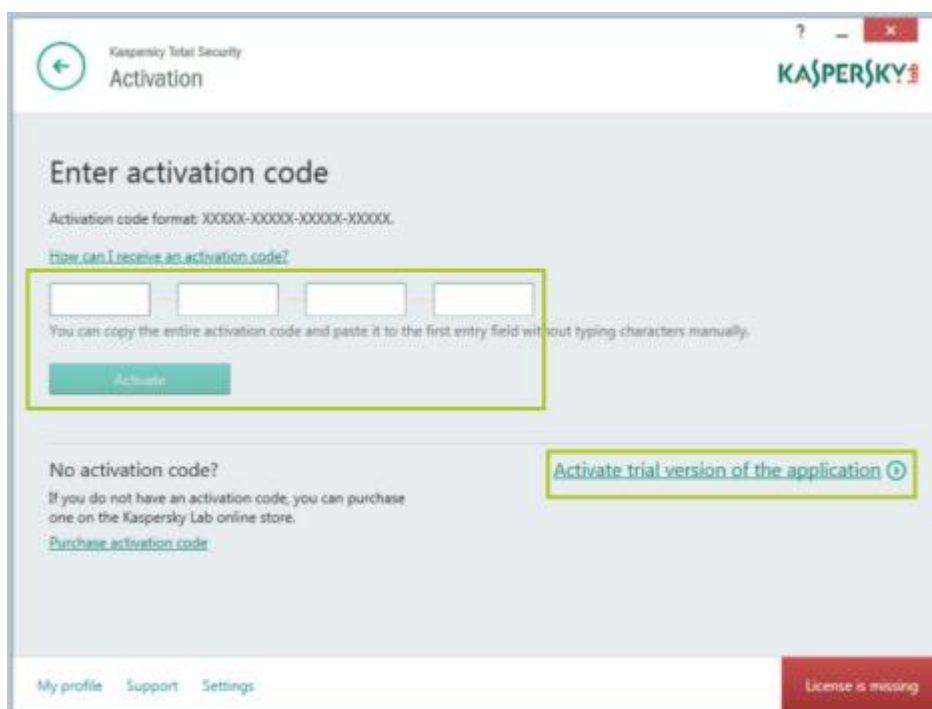 Kaspersky Total Security
Activation
? _ ×
KASPERSKY lab
Enter activation code
Activation code format: XXXXX-XXXXX-XXXXX-XXXXX.
How can I receive an activation code?
You can copy the entire activation code and paste it to the first entry field without typing characters manually.
Activate
No activation code?
If you do not have an activation code, you can purchase
one on the Kaspersky Lab online store.
Purchase activation code
Activate trial version of the application
My profile Support Settings
License is missing